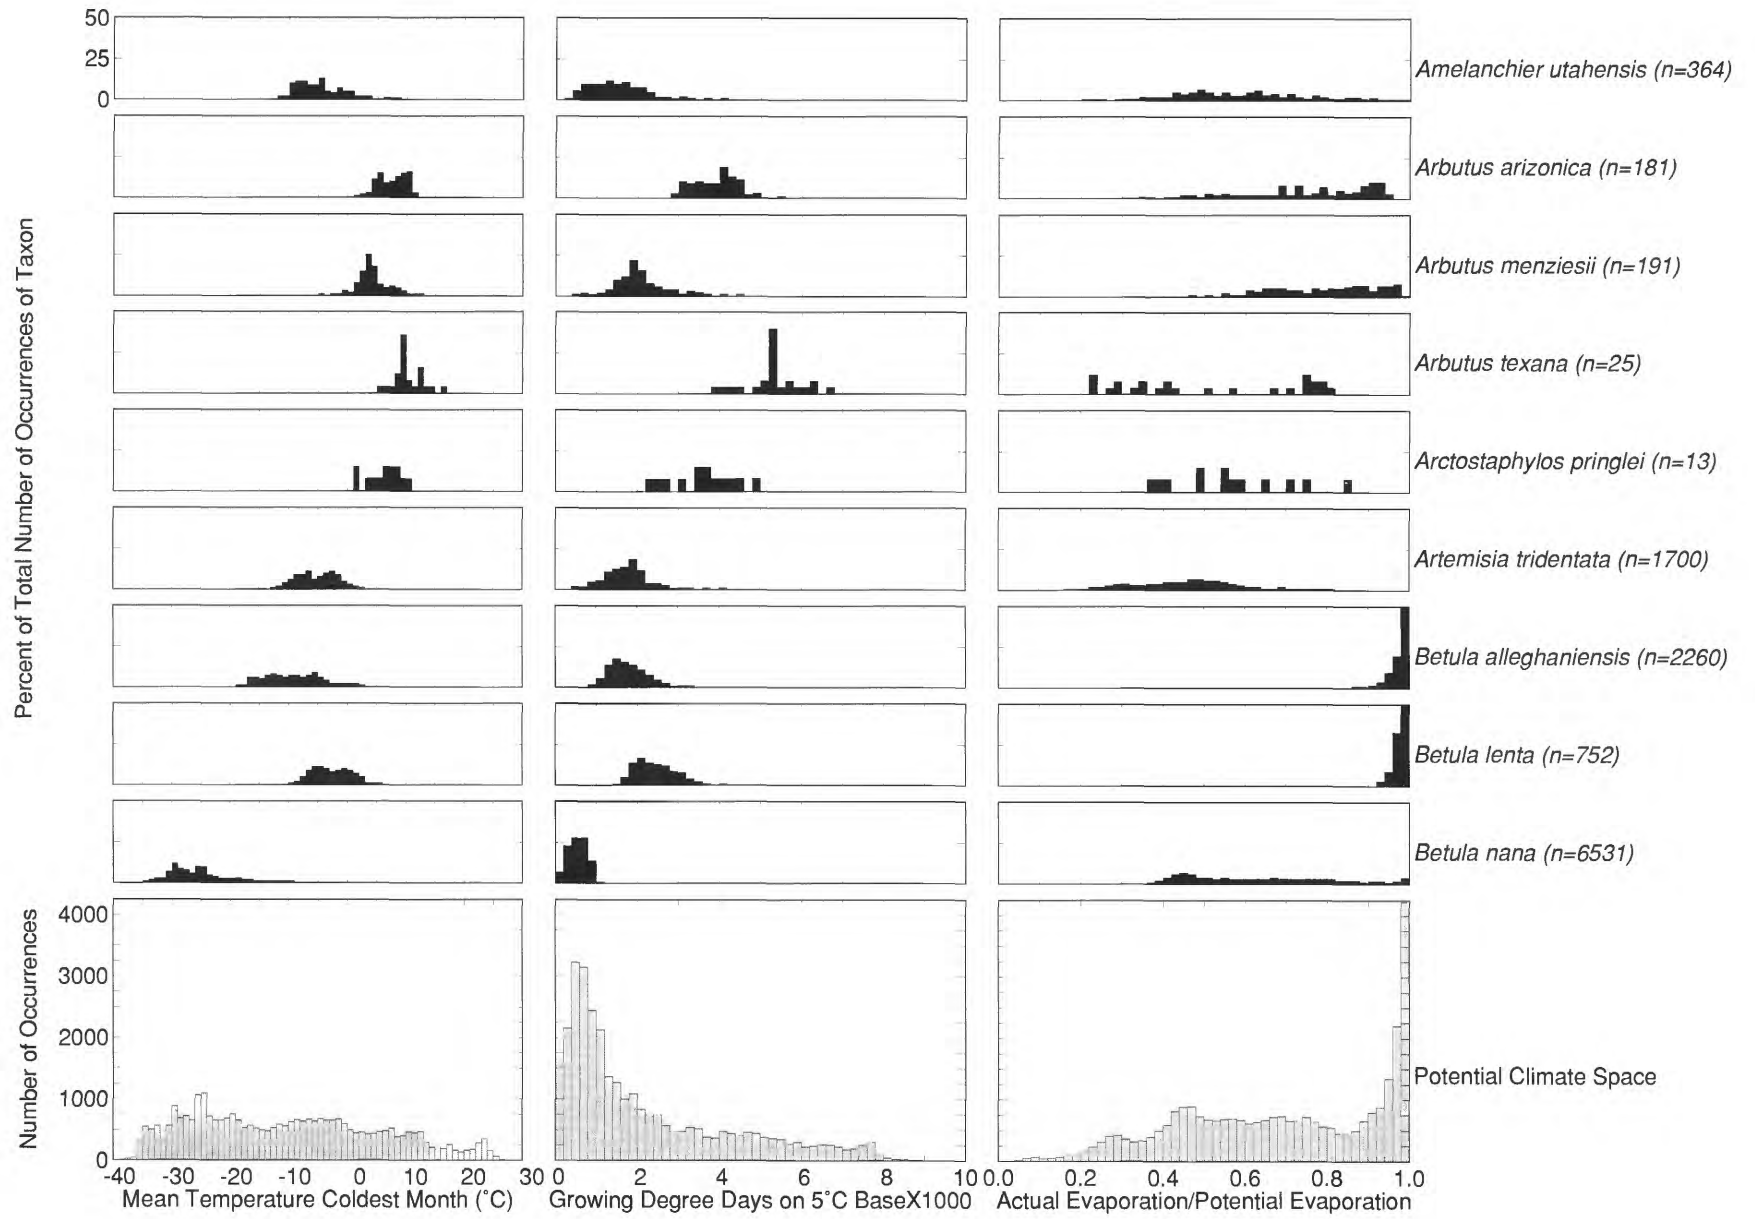 50
25
0
Amelanchier utahensis (n=364)
Arbutus arizonica (n=181)
Arbutus menziesii (n=191)
Arbutus texana (n=25)
Arctostaphylos pringlei (n=13)
Artemisia tridentata (n=1700)
Betula alleghaniensis (n=2260)
Betula lenta (n=752)
Betula nana (n=6531)
Percent of Total Number of Occurrences of Taxon
4000
3000
2000
1000
0
Number of Occurrences
Potential Climate Space
-40 -30 -20 -10 0 10 20 30 0 2 4 6 8 10 0.0 0.2 0.4 0.6 0.8 1.0
Mean Temperature Coldest Month (°C) Growing Degree Days on 5°C BaseX1000 Actual Evaporation/Potential Evaporation